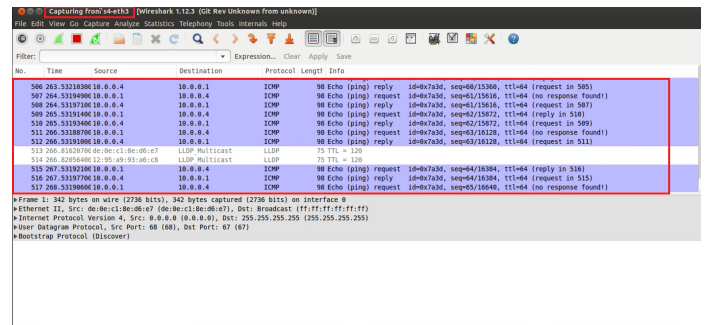 Capturing from s4-eth3 [Wireshark 1.12.3 (Git Rev Unknown from unknown)]
File Edit View Go Capture Analyze Statistics Telephony Tools Internals Help
Filter: Expression... Clear Apply Save
No. Time Source Destination Protocol Length Info
506 263.5321030 10.0.0.4 10.0.0.1 ICMP 98 Echo (ping) reply id=0x7a3d, seq=60/15360, ttl=64 (request in 505)
507 264.5319490 10.0.0.1 10.0.0.4 ICMP 98 Echo (ping) request id=0x7a3d, seq=61/15616, ttl=64 (no response found!)
508 264.5319710 10.0.0.4 10.0.0.1 ICMP 98 Echo (ping) reply id=0x7a3d, seq=61/15616, ttl=64 (request in 507)
509 265.5319140 10.0.0.1 10.0.0.4 ICMP 98 Echo (ping) request id=0x7a3d, seq=62/15872, ttl=64 (reply in 510)
510 265.5193400 10.0.0.4 10.0.0.1 ICMP 98 Echo (ping) reply id=0x7a3d, seq=62/15872, ttl=64 (request in 509)
511 266.5318870 10.0.0.1 10.0.0.4 ICMP 98 Echo (ping) request id=0x7a3d, seq=63/16128, ttl=64 (no response found!)
512 266.5319100 10.0.0.4 10.0.0.1 ICMP 98 Echo (ping) reply id=0x7a3d, seq=63/16128, ttl=64 (request in 511)
513 266.8162070 de:0e:c1:8e:d6:e7 LLDP_Multicast LLDP 75 TTL = 120
514 266.8205640 12:95:a9:93:a6:c8 LLDP_Multicast LLDP 75 TTL = 120
515 267.5319210 10.0.0.1 10.0.0.4 ICMP 98 Echo (ping) request id=0x7a3d, seq=64/16384, ttl=64 (reply in 516)
516 267.5319770 10.0.0.4 10.0.0.1 ICMP 98 Echo (ping) reply id=0x7a3d, seq=64/16384, ttl=64 (request in 515)
517 268.5319060 10.0.0.1 10.0.0.4 ICMP 98 Echo (ping) request id=0x7a3d, seq=65/16640, ttl=64 (no response found!)
Frame 1: 342 bytes on wire (2736 bits), 342 bytes captured (2736 bits) on interface 0
Ethernet II, Src: de:0e:c1:8e:d6:e7 (de:0e:c1:8e:d6:e7), Dst: Broadcast (ff:ff:ff:ff:ff:ff)
Internet Protocol Version 4, Src: 0.0.0.0 (0.0.0.0), Dst: 255.255.255.255 (255.255.255.255)
User Datagram Protocol, Src Port: 68 (68), Dst Port: 67 (67)
Bootstrap Protocol (Discover)